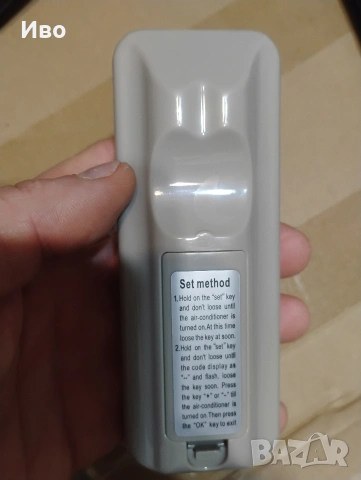 Иво
Set method
1.Hold on the "set" key
and don't loose until
the air-conditioner is
turned on.At this time
loose the key at soon.
2.Hold on the "set" key
and don't loose until
the code display as
"--" and flash. loose
the key soon. Press
the key "+" or "-" till
the air-conditioner is
turned on.Then press
the "OK" key to exit
BAZAR
bg